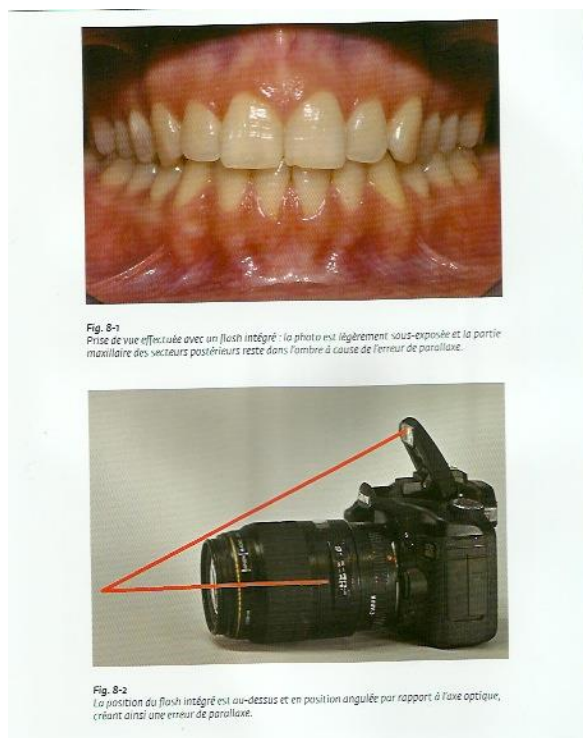 Fig. 8-1
Prise de vue effectuée avec un flash intégré : la photo est légèrement sous-exposée et la partie
maxillaire des secteurs postérieurs reste dans l'ombre à cause de l'erreur de parallaxe.
Fig. 8-2
La position du flash intégré est au-dessus et en position angulée par rapport à l'axe optique,
créant ainsi une erreur de parallaxe.